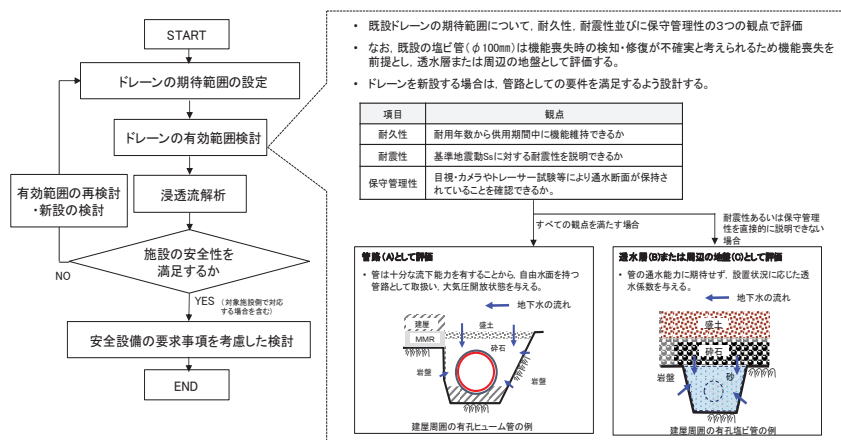 START
ドレーンの期待範囲の設定
ドレーンの有効範囲検討
浸透流解析
有効範囲の再検討
・新設の検討
施設の安全性を
満足するか
NO
YES
(対象施設側で対応
する場合を含む)
安全設備の要求事項を考慮した検討
END
• 既設ドレーンの期待範囲について，耐久性，耐震性並びに保守管理性の3つの観点で評価
• なお，既設の塩ビ管(φ100mm)は機能喪失時の検知・修復が不確実と考えられるため機能喪失を
前提とし，透水層または周辺の地盤として評価する。
• ドレーンを新設する場合は，管路としての要件を満足するよう設計する。
項目 観点
耐久性 耐用年数から供用期間中に機能維持できるか
耐震性 基準地震動Ssに対する耐震性を説明できるか
保守管理性 目視・カメラやトレーサー試験等により通水断面が保持
されていることを確認できるか。
すべての観点を満たす場合
耐震性あるいは保守管理
性を直接的に説明できない
場合
管路(A)として評価
• 管は十分な流下能力を有することから，自由水面を持つ
管路として取扱い，大気圧開放状態を与える。
地下水の流れ
建屋
盛土
MMR
砕石
岩盤
岩盤
建屋周囲の有孔ヒューム管の例
透水層(B)または周辺の地盤(C)として評価
• 管の通水能力に期待せず，設置状況に応じた透
水係数を与える。
地下水の流れ
盛土
砕石
岩盤
砂
建屋周囲の有孔塩ビ管の例